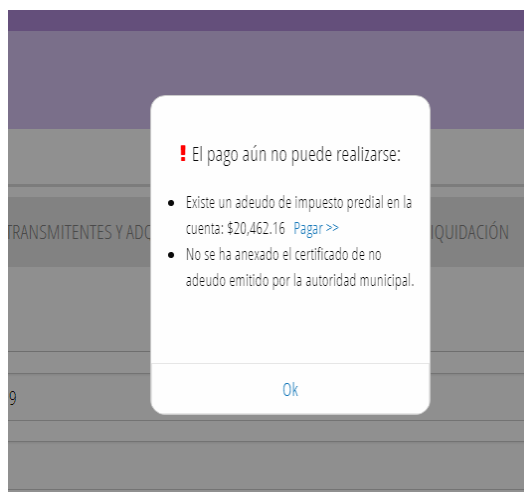 ! El pago aún no puede realizarse:
Existe un adeudo de impuesto predial en la
cuenta: $20,462.16 Pagar >>
TRANSMITENTES Y ADQ
IQUIDACIÓN
No se ha anexado el certificado de no
adeudo emitido por la autoridad municipal.
Ok
9